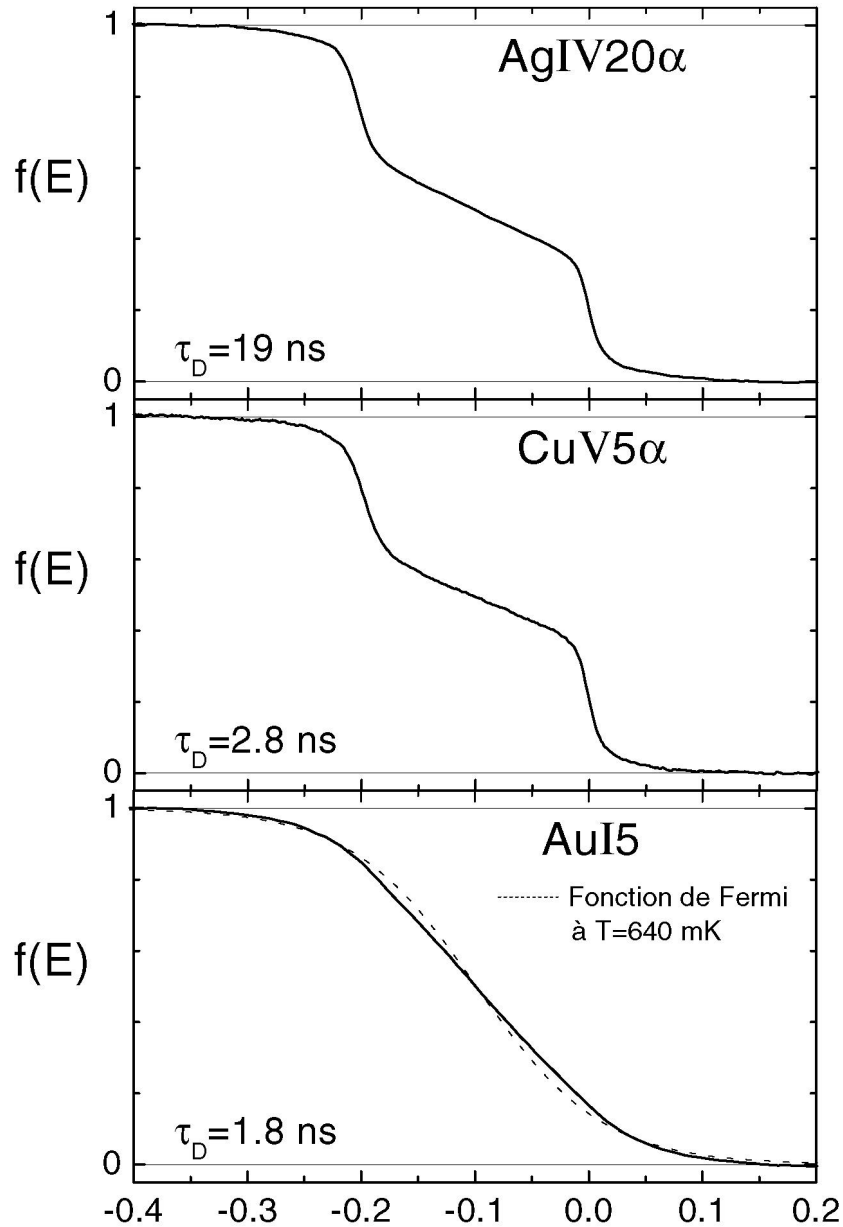 1
AgIV20α
f(E)
τD=19 ns
0
1
CuV5α
f(E)
τD=2.8 ns
0
1
AuI5
Fonction de Fermi
à T=640 mK
f(E)
τD=1.8 ns
0
-0.4 -0.3 -0.2 -0.1 0.0 0.1 0.2